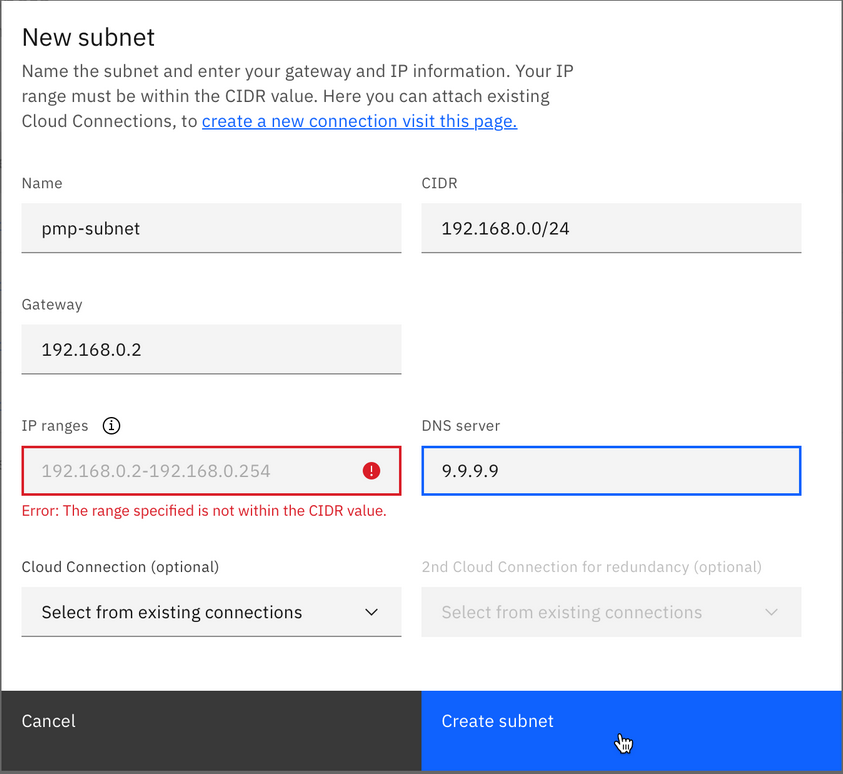 New subnet
Name the subnet and enter your gateway and IP information. Your IP
range must be within the CIDR value. Here you can attach existing
Cloud Connections, to create a new connection visit this page.
Name
CIDR
pmp-subnet
192.168.0.0/24
Gateway
192.168.0.2
IP ranges
DNS server
192.168.0.2-192.168.0.254
9.9.9.9
Error: The range specified is not within the CIDR value.
Cloud Connection (optional)
2nd Cloud Connection for redundancy (optional)
Select from existing connections
Select from existing connections
Cancel
Create subnet